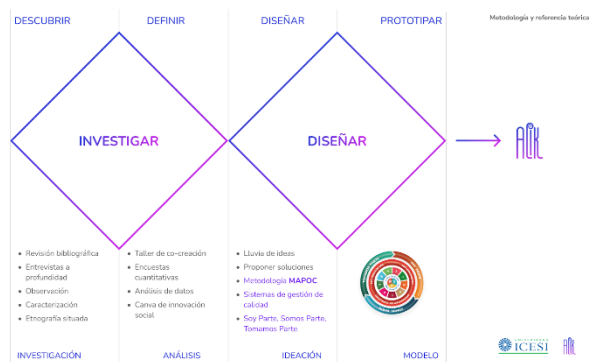 DESCUBRIR
DEFINIR
DISEÑAR
PROTOTIPAR
Metodología y referencia teórica
INVESTIGAR
DISEÑAR
• Revisión bibliográfica
• Entrevistas a
profundidad
• Observación
• Caracterización
• Etnografía situada
• Taller de co-creación
• Encuestas
cuantitativas
• Análisis de datos
• Canva de innovación
social
• Lluvia de ideas
• Proponer soluciones
• Metodología MAPOC
• Sistemas de gestión de
calidad
• Soy Parte, Somos Parte,
Tomamos Parte
INVESTIGACIÓN
ANÁLISIS
IDEACIÓN
MODELO
UNIVERSIDAD
ICESI